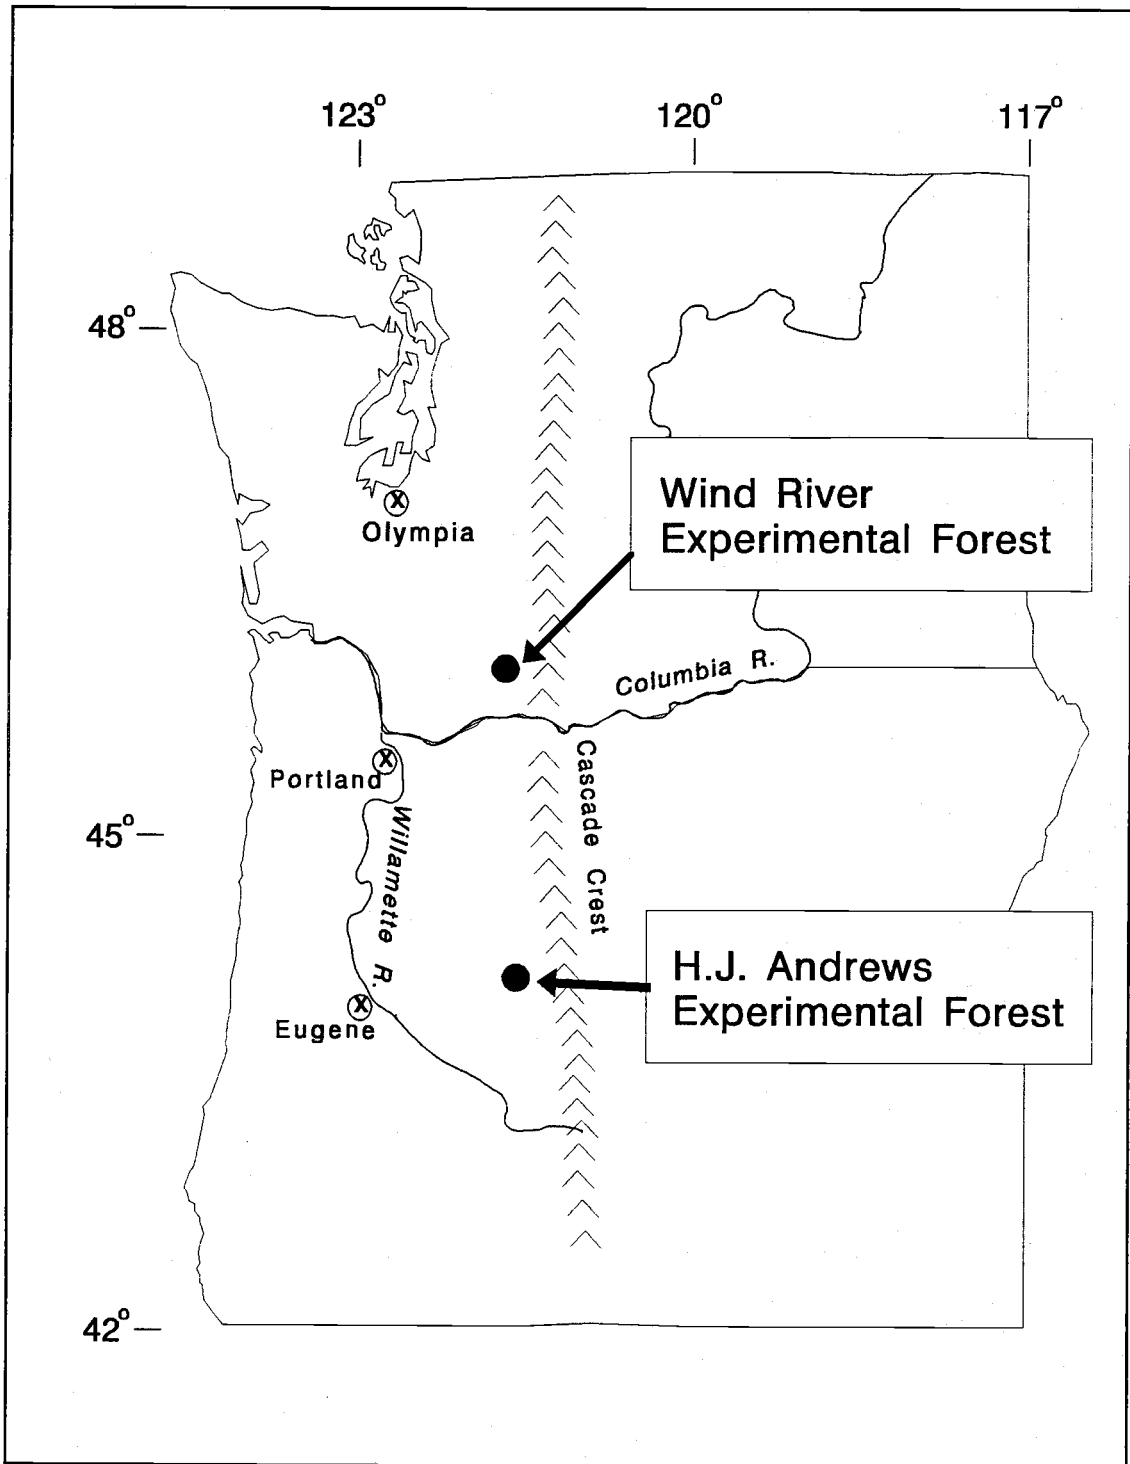 123° 120° 117°
48°
Wind River
Experimental Forest
Olympia
Columbia R.
Portland
Cascade Crest
45°
Willamette R.
H.J. Andrews
Experimental Forest
Eugene
42°